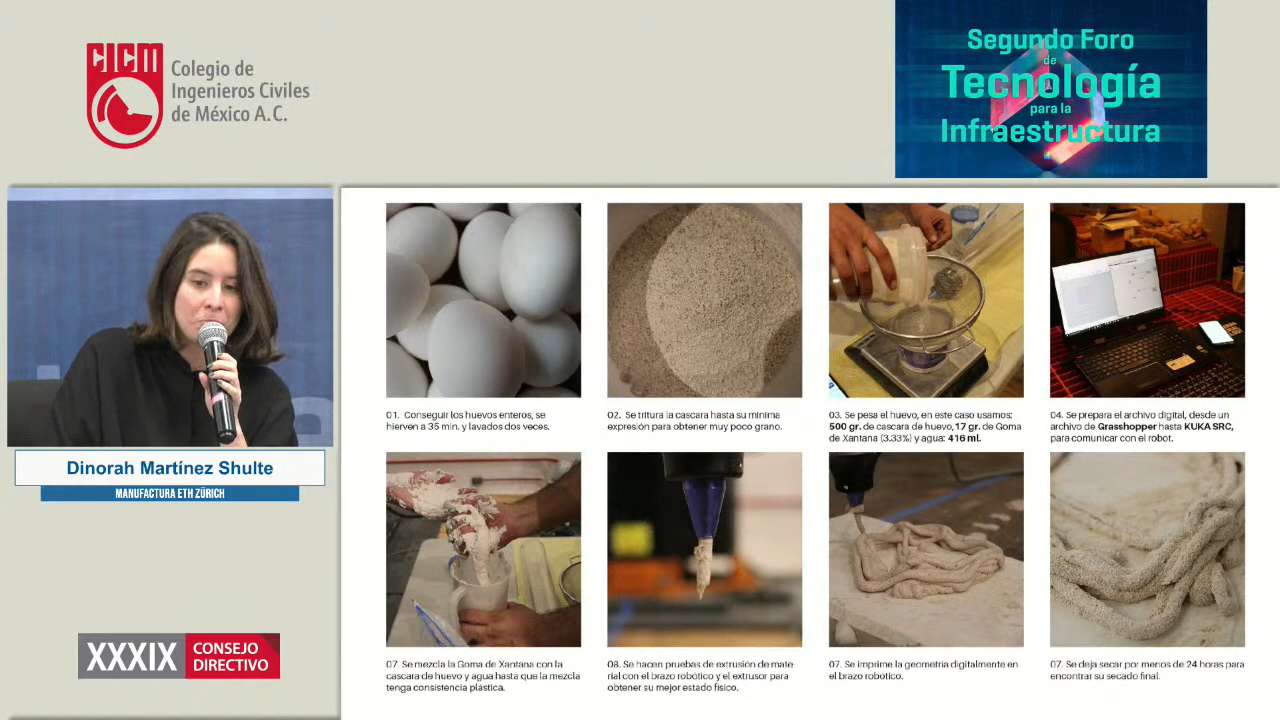 CICM
Colegio de
Ingenieros Civiles
de México A.C.
Segundo Foro
de
Tecnología
para la
Infraestructura
Dinorah Martínez Shulte
MANUFACTURA ETH ZÜRICH
XXXIX
CONSEJO
DIRECTIVO
01. Conseguir los huevos enteros, se
hierven a 35 min. y lavados dos veces.
02. Se tritura la cascara hasta su minima
expresión para obtener muy poco grano.
03. Se pesa el huevo, en este caso usamos:
500 gr. de cascara de huevo, 17 gr. de Goma
de Xantana (3.33%) y agua: 416 ml.
04. Se prepara el archivo digital, desde un
archivo de Grasshopper hasta KUKA SRC,
para comunicar con el robot.
07. Se mezcla la Goma de Xantana con la
cascara de huevo y agua hasta que la mezcla
tenga consistencia plástica.
08. Se hacen pruebas de extrusión de mate-
rial con el brazo robótico y el extrusor para
obtener su mejor estado físico.
07. Se imprime la geometría digitalmente en
el brazo robótico.
07. Se deja secar por menos de 24 horas para
encontrar su secado final.